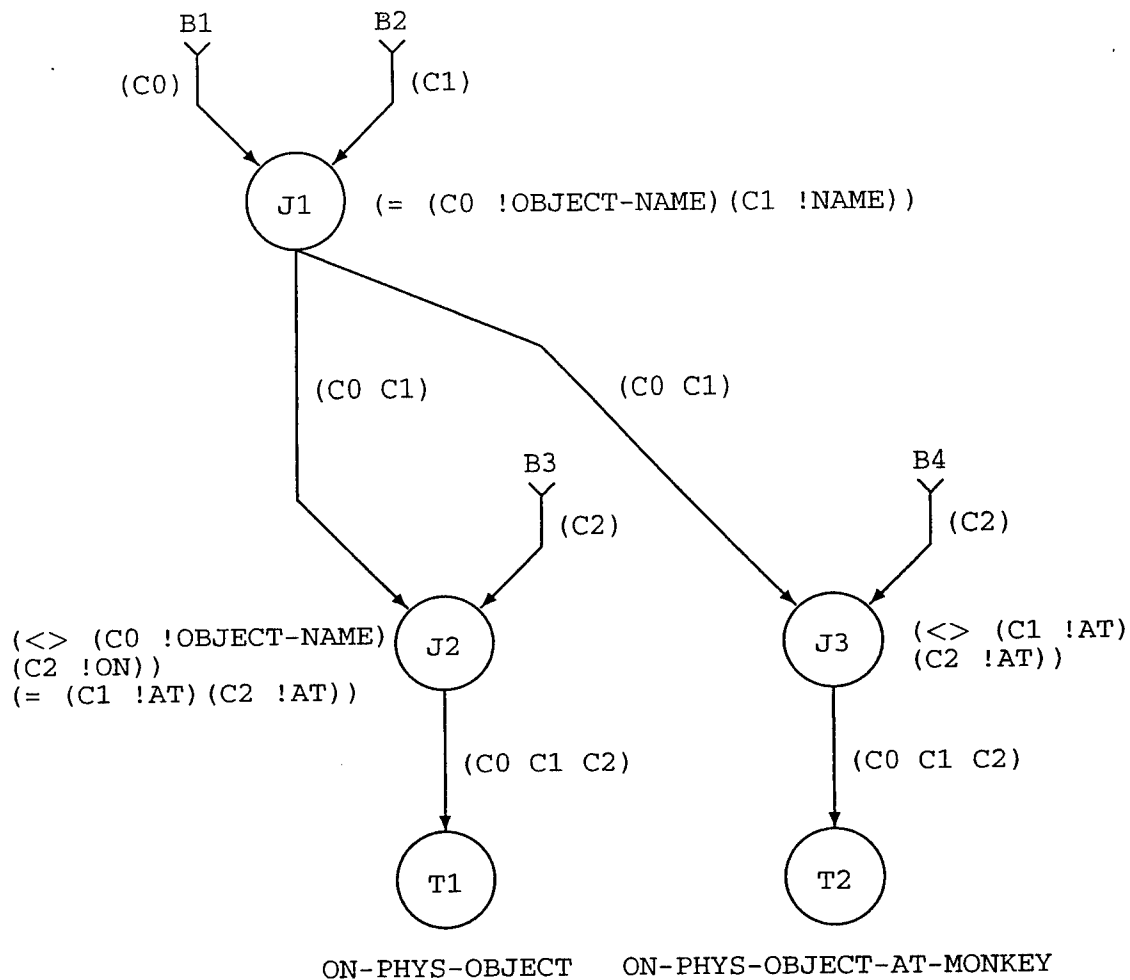 B1
B2
(C0)
(C1)
J1
(= (C0 !OBJECT-NAME)(C1 !NAME))
(C0 C1)
(C0 C1)
B3
B4
(C2)
(C2)
(<> (C0 !OBJECT-NAME)
(C2 !ON))
(= (C1 !AT)(C2 !AT))
J2
J3
(<> (C1 !AT)
(C2 !AT))
(C0 C1 C2)
(C0 C1 C2)
T1
T2
ON-PHYS-OBJECT
ON-PHYS-OBJECT-AT-MONKEY